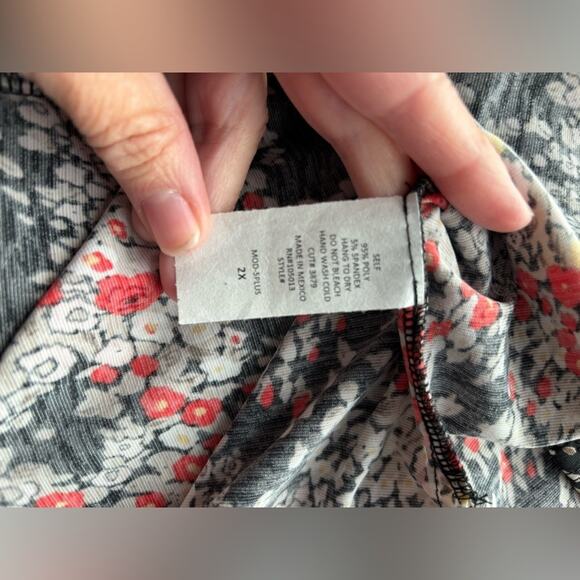 SELF
95% POLY
5% SPANDEX
HANG TO DRY
DO NOT BLEACH
HAND WASH COLD
CUT# 3879
MADE IN MEXICO
RN#105013
STYLE#
MOD-SPLUS
2X